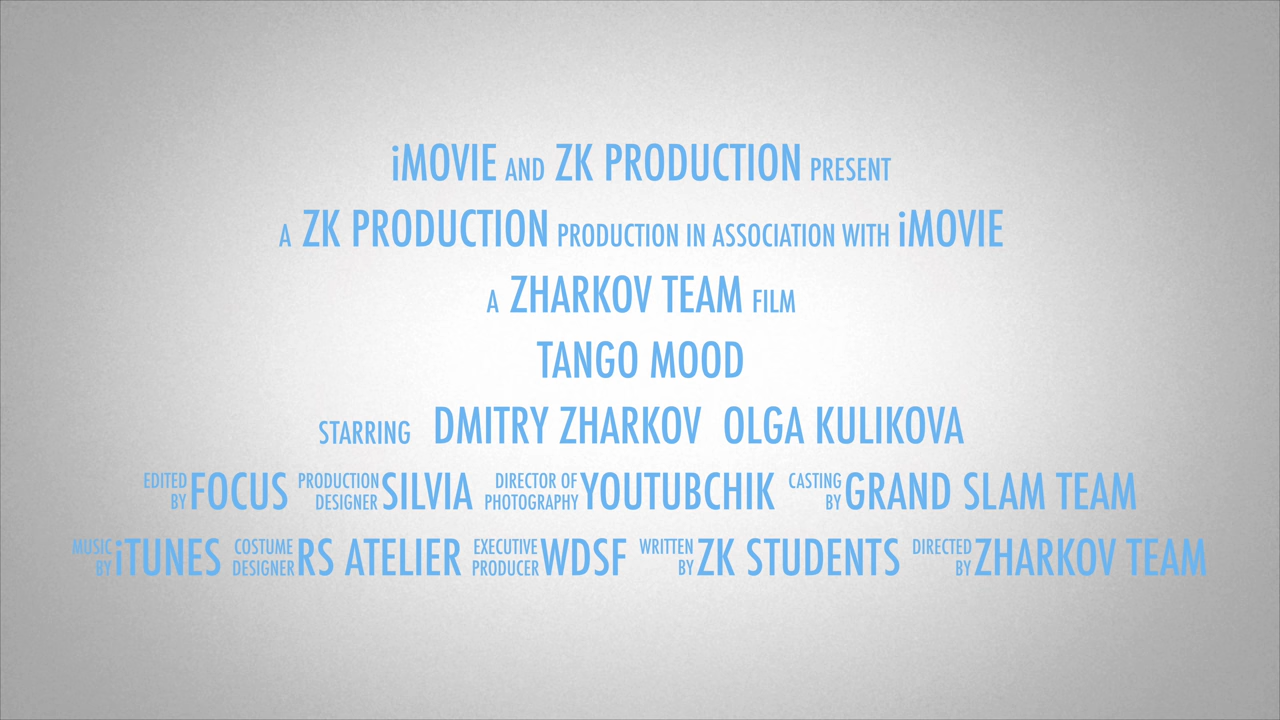 iMOVIE AND ZK PRODUCTION PRESENT
A ZK PRODUCTION PRODUCTION IN ASSOCIATION WITH iMOVIE
A ZHARKOV TEAM FILM
TANGO MOOD
STARRING DMITRY ZHARKOV OLGA KULIKOVA
EDITED BY FOCUS PRODUCTION DESIGNER SILVIA DIRECTOR OF PHOTOGRAPHY YOUTUBCHIK CASTING BY GRAND SLAM TEAM
MUSIC BY iTUNES COSTUME DESIGNER RS ATELIER EXECUTIVE PRODUCER WDSF WRITTEN BY ZK STUDENTS DIRECTED BY ZHARKOV TEAM